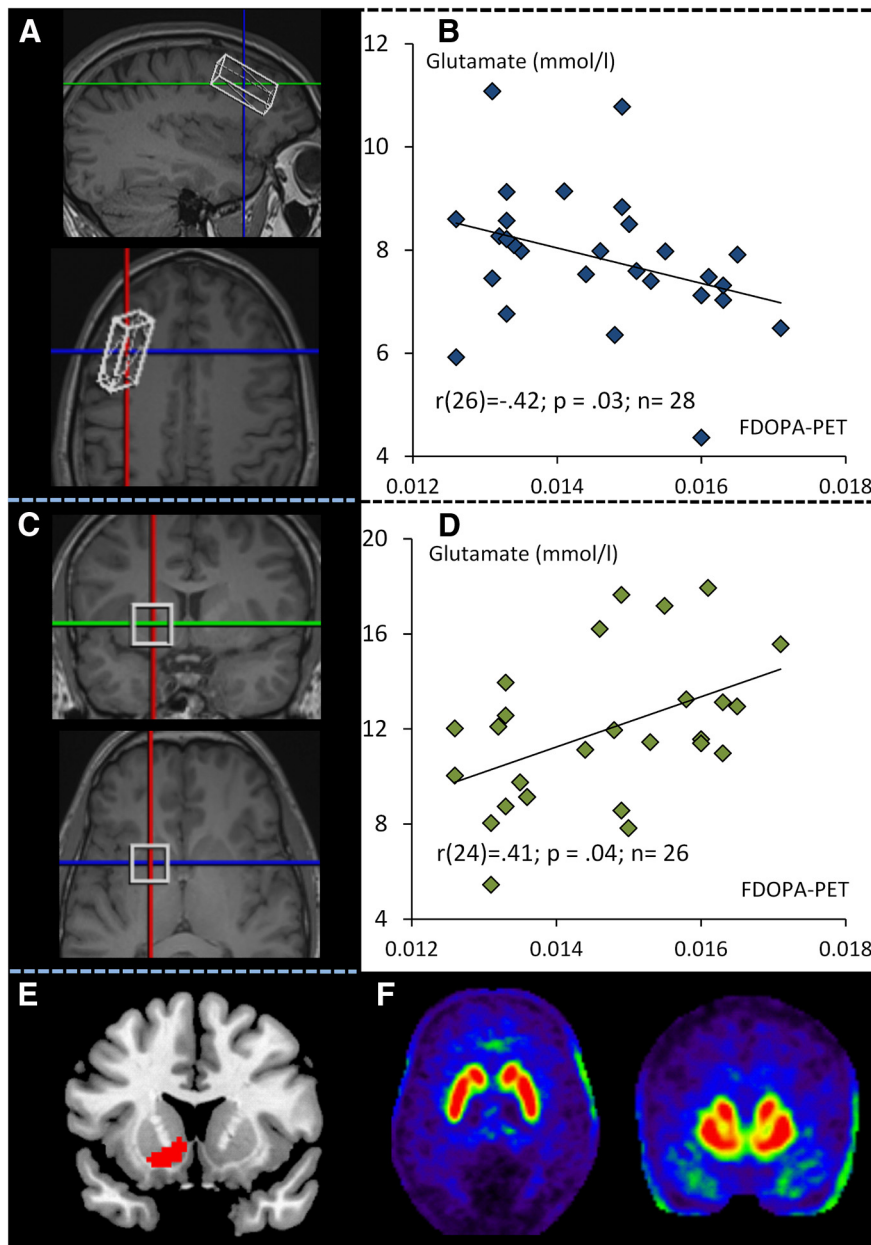 A
B
Glutamate (mmol/l)
12
10
8
6
4
r(26)=-.42; p = .03; n= 28
FDOPA-PET
0.012
0.014
0.016
0.018
C
D
Glutamate (mmol/l)
20
16
12
8
4
r(24)=.41; p = .04; n= 26
FDOPA-PET
0.012
0.014
0.016
0.018
E
F